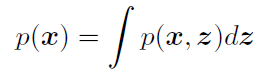 p(x) = ∫ p(x, z)dz